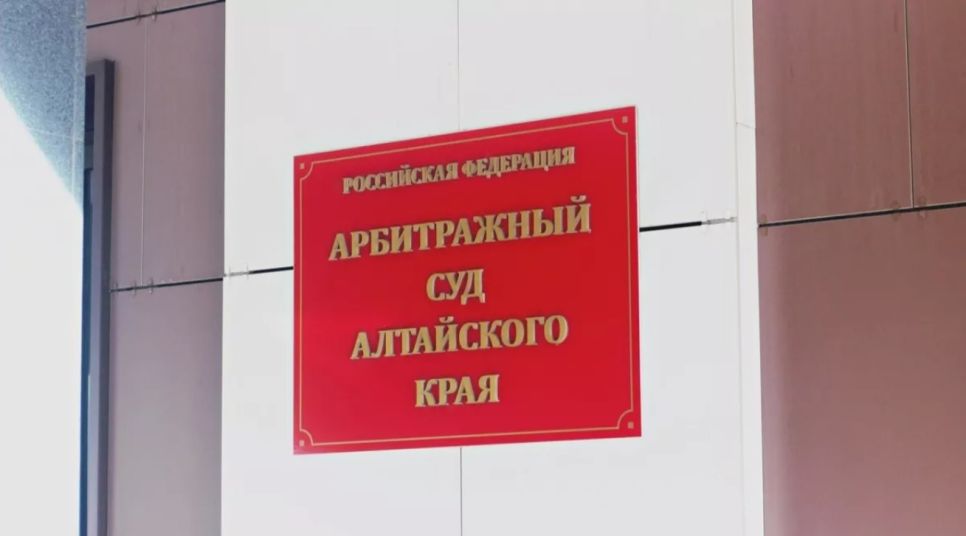 РОССИЙСКАЯ ФЕДЕРАЦИЯ
АРБИТРАЖНЫЙ
СУД
АЛТАЙСКОГО
КРАЯ